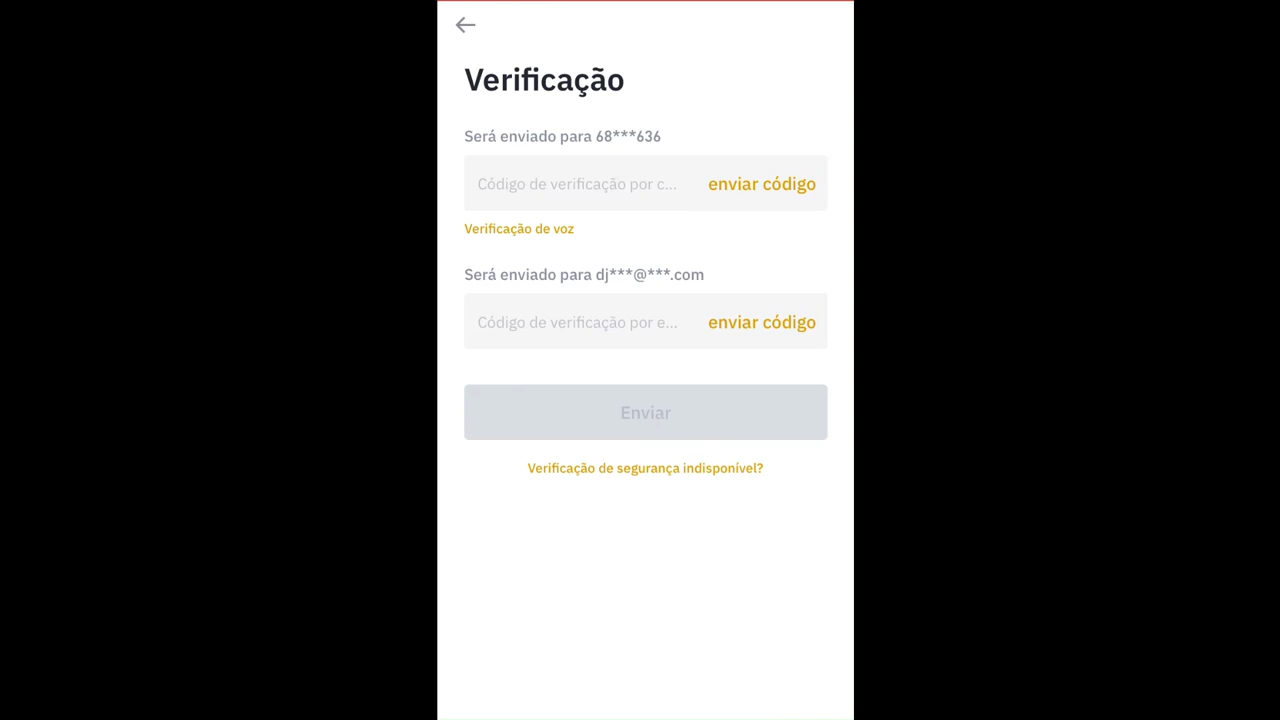 Verificação
Será enviado para 68***636
Código de verificação por c...
enviar código
Verificação de voz
Será enviado para dj***@***.com
Código de verificação por e...
enviar código
Enviar
Verificação de segurança indisponível?